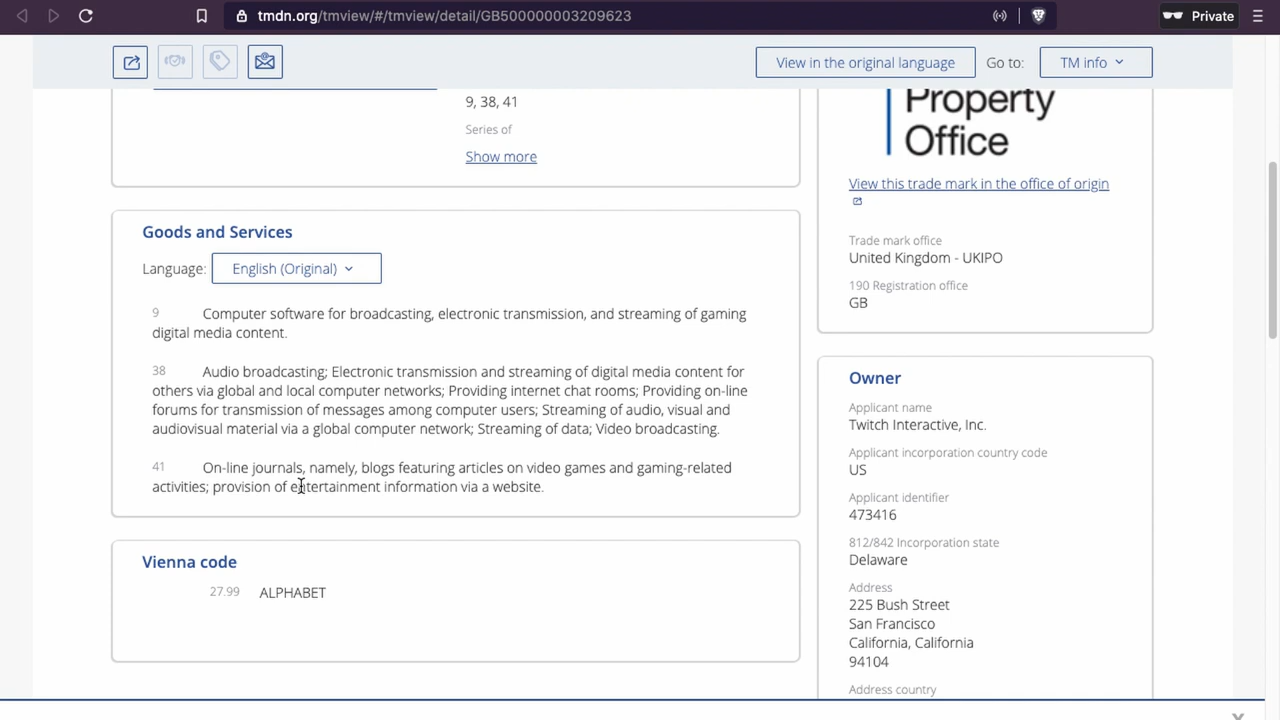 tmdn.org/tmview/#/tmview/detail/GB500000003209623
Private
View in the original language
Go to:
TM info
9, 38, 41
Series of
Show more
Goods and Services
Language:
English (Original)
9 Computer software for broadcasting, electronic transmission, and streaming of gaming
digital media content.
38 Audio broadcasting; Electronic transmission and streaming of digital media content for
others via global and local computer networks; Providing internet chat rooms; Providing on-line
forums for transmission of messages among computer users; Streaming of audio, visual and
audiovisual material via a global computer network; Streaming of data; Video broadcasting.
41 On-line journals, namely, blogs featuring articles on video games and gaming-related
activities; provision of entertainment information via a website.
Vienna code
27.99 ALPHABET
Property
Office
View this trade mark in the office of origin
Trade mark office
United Kingdom - UKIPO
190 Registration office
GB
Owner
Applicant name
Twitch Interactive, Inc.
Applicant incorporation country code
US
Applicant identifier
473416
812/842 Incorporation state
Delaware
Address
225 Bush Street
San Francisco
California, California
94104
Address country